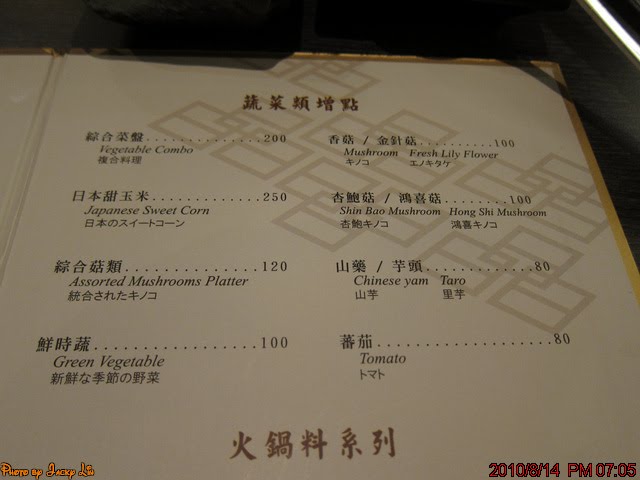 蔬菜類增點
綜合菜盤..............200
Vegetable Combo
複合料理
日本甜玉米..............250
Japanese Sweet Corn
日本のスイートコーン
綜合菇類.................120
Assorted Mushrooms Platter
統合されたキノコ
鮮時蔬....................100
Green Vegetable
新鮮な季節の野菜
香菇 / 金針菇...........100
Mushroom Fresh Lily Flower
キノコ エノキタケ
杏鮑菇 / 鴻喜菇.........100
Shin Bao Mushroom Hong Shi Mushroom
杏鮑キノコ 鴻喜キノコ
山藥 / 芋頭..............80
Chinese yam Taro
山芋 里芋
蕃茄.....................80
Tomato
トマト
火鍋料系列
Photo by Jacky Liu
2010/8/14 PM 07:05